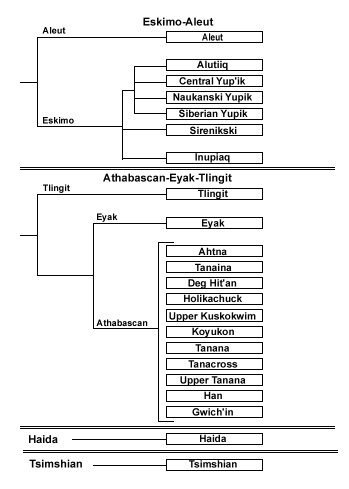 Eskimo-Aleut
Aleut
Aleut
Alutiiq
Central Yup'ik
Naukanski Yupik
Siberian Yupik
Eskimo
Sirenikski
Inupiaq
Athabascan-Eyak-Tlingit
Tlingit
Tlingit
Eyak
Eyak
Ahtna
Tanaina
Deg Hit'an
Holikachuck
Upper Kuskokwim
Athabascan
Koyukon
Tanana
Tanacross
Upper Tanana
Han
Gwich'in
Haida
Haida
Tsimshian
Tsimshian